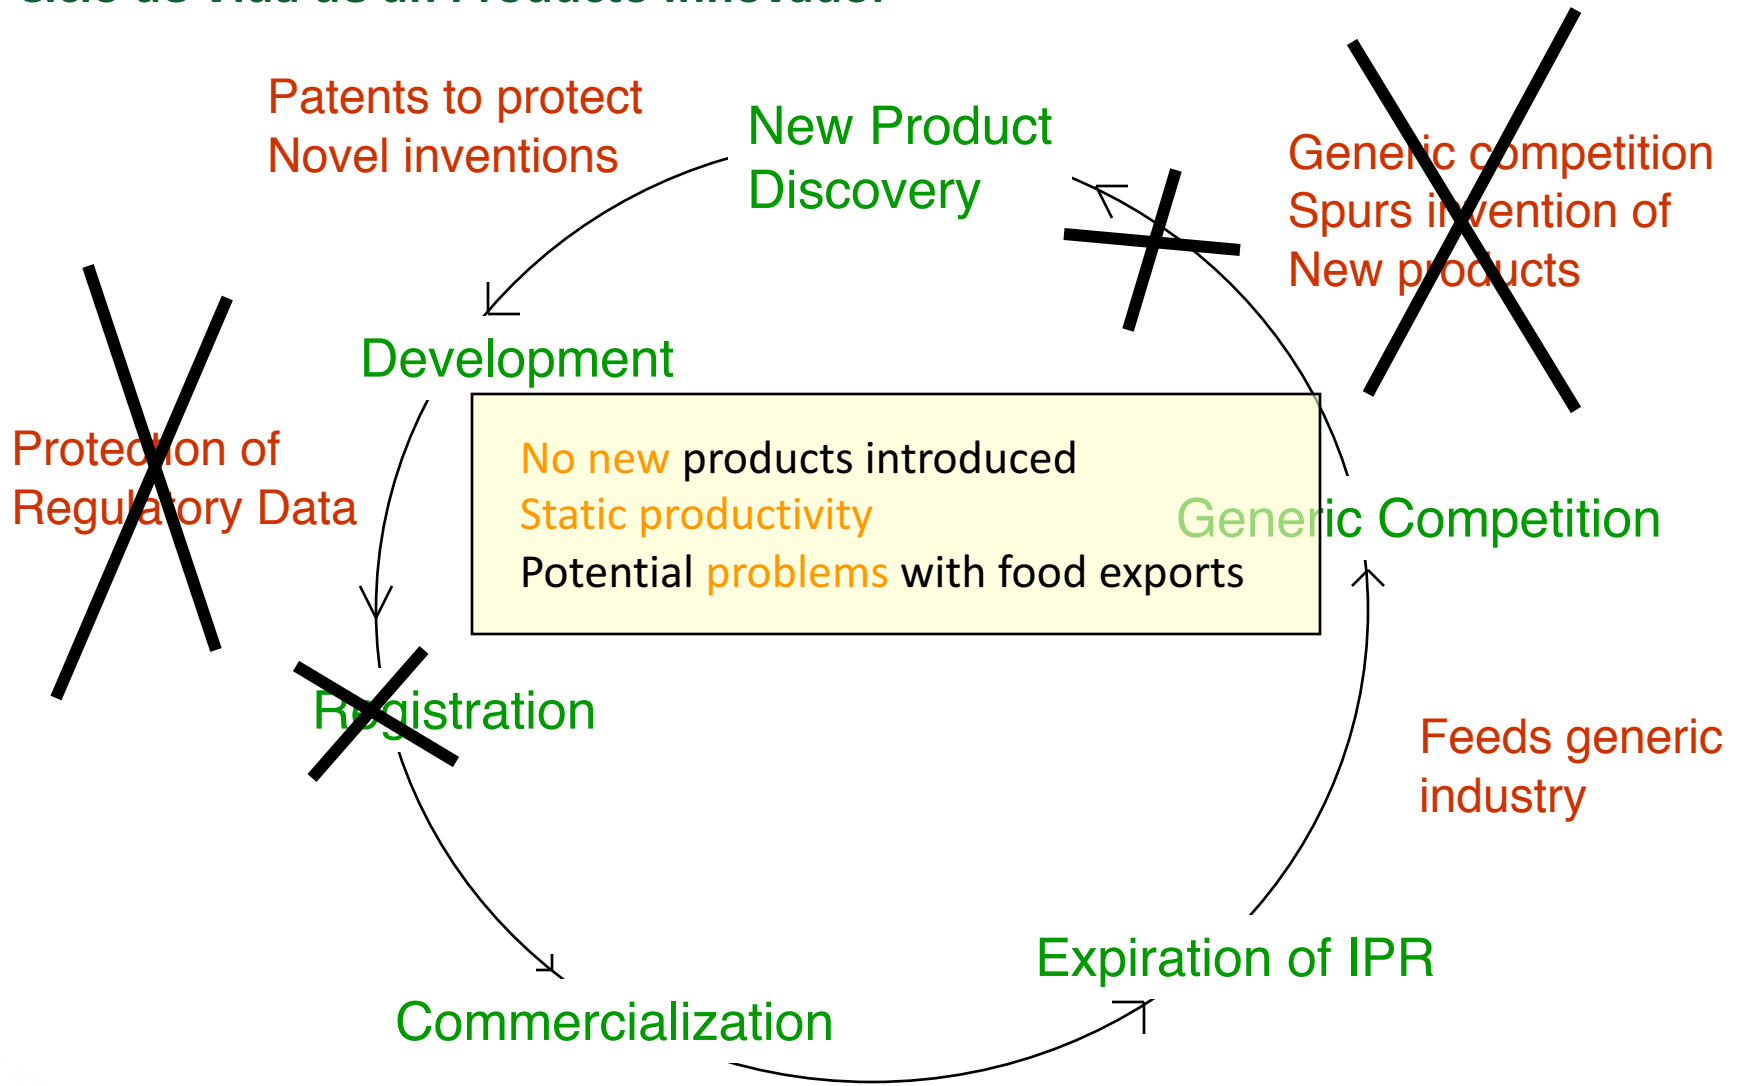 Patents to protect
Novel inventions
New Product
Discovery
Generic competition
Spurs invention of
New products
Development
Protection of
Regulatory Data
No new products introduced
Static productivity
Potential problems with food exports
Generic Competition
Registration
Feeds generic
industry
Expiration of IPR
Commercialization